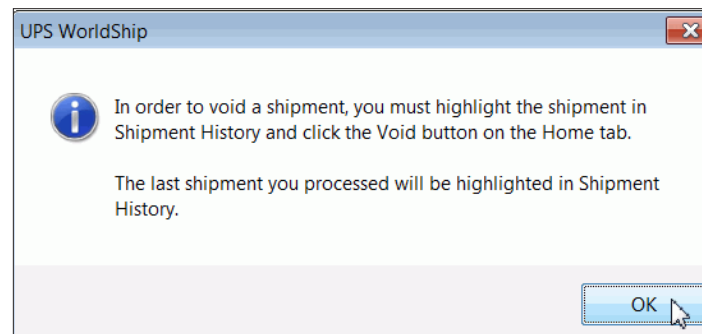 UPS WorldShip
In order to void a shipment, you must highlight the shipment in
Shipment History and click the Void button on the Home tab.
The last shipment you processed will be highlighted in Shipment
History.
OK